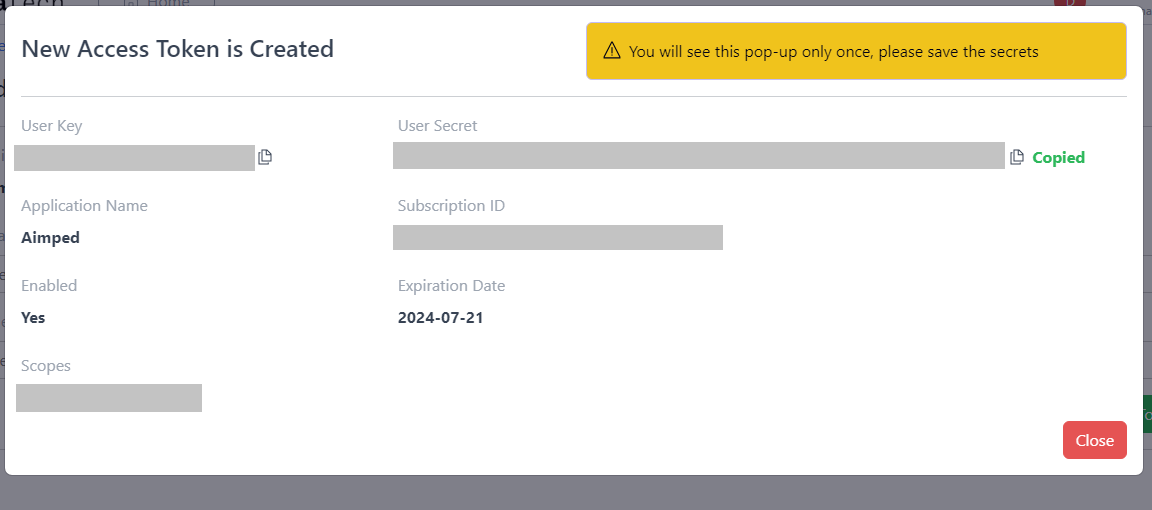 Home
New Access Token is Created
You will see this pop-up only once, please save the secrets
User Key
User Secret
Copied
Application Name
Subscription ID
Aimped
Enabled
Expiration Date
Yes
2024-07-21
Scopes
Close